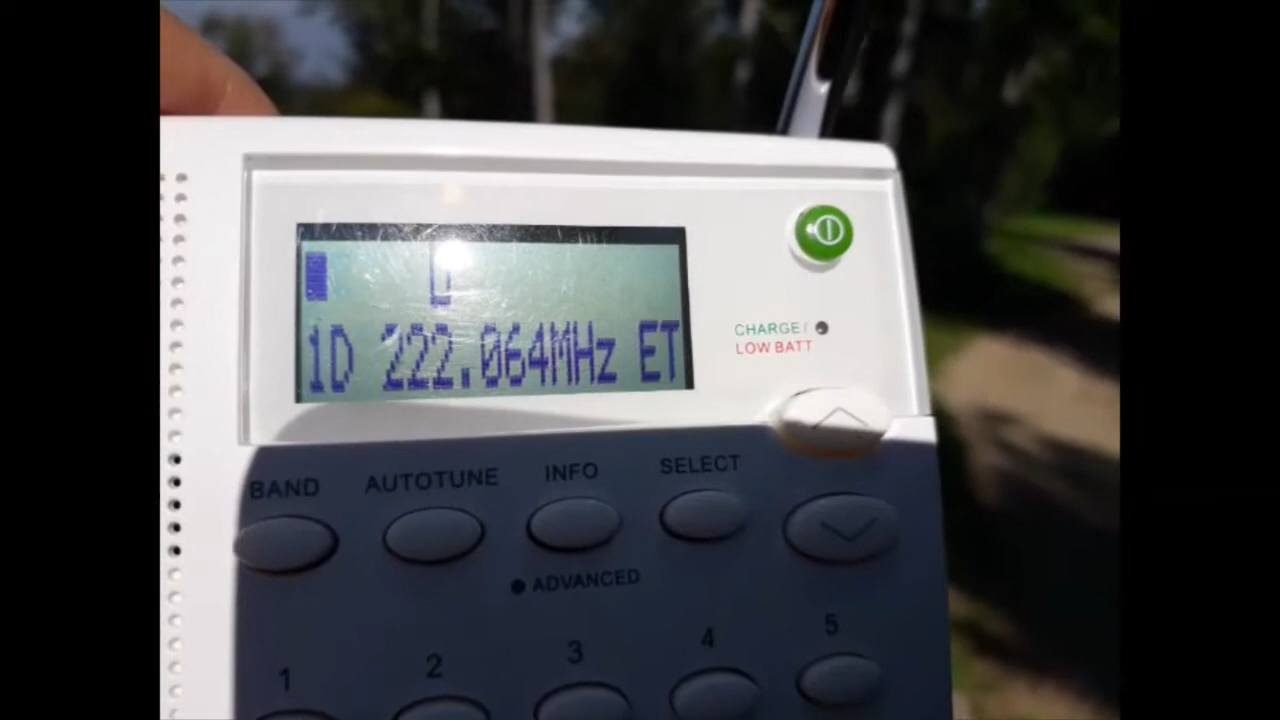 1D 222.064MHz ET
CHARGE/
LOW BATT
BAND AUTOTUNE INFO SELECT
ADVANCED
1 2 3 4 5